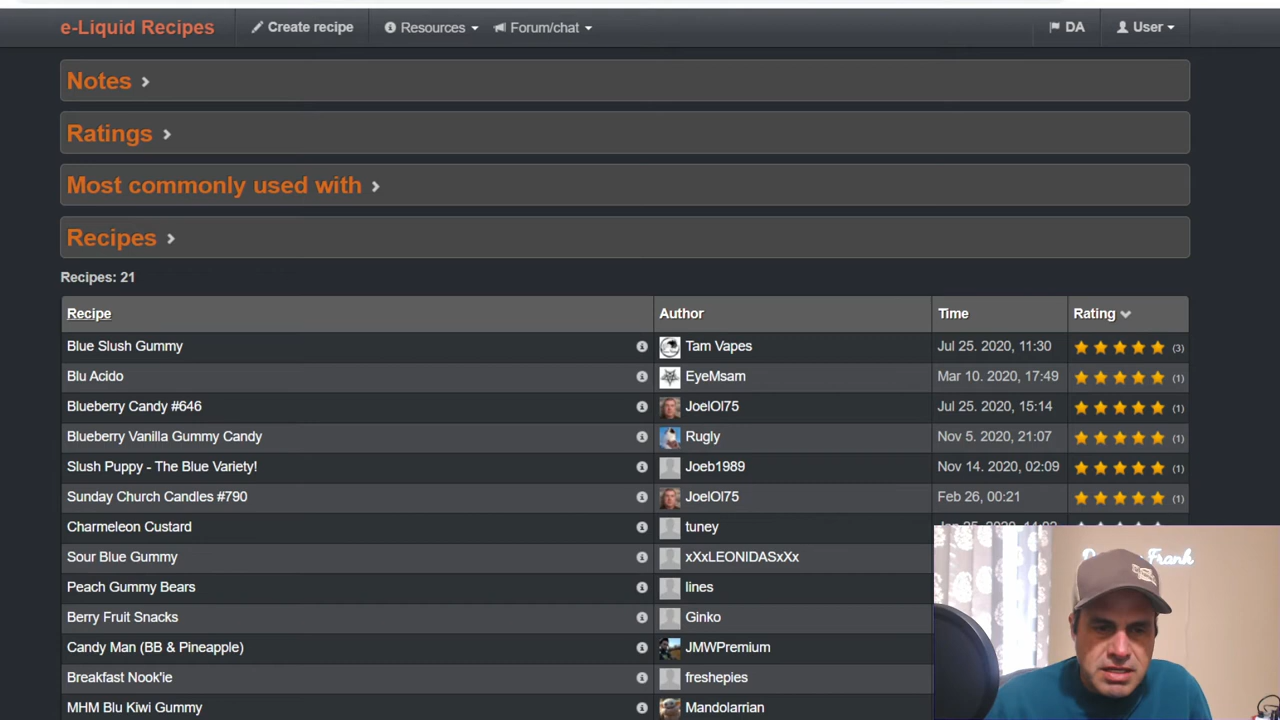 e-Liquid Recipes Create recipe Resources Forum/chat DA User
Notes
Ratings
Most commonly used with
Recipes
Recipes: 21
Recipe Author Time Rating
Blue Slush Gummy Tam Vapes Jul 25. 2020, 11:30 (3)
Blu Acido EyeMsam Mar 10. 2020, 17:49 (1)
Blueberry Candy #646 JoelOl75 Jul 25. 2020, 15:14 (1)
Blueberry Vanilla Gummy Candy Rugly Nov 5. 2020, 21:07 (1)
Slush Puppy - The Blue Variety! Joeb1989 Nov 14. 2020, 02:09 (1)
Sunday Church Candles #790 JoelOl75 Feb 26, 00:21 (1)
Charmeleon Custard tuney
Sour Blue Gummy xXxLEONIDASxXx
Peach Gummy Bears lines
Berry Fruit Snacks Ginko
Candy Man (BB & Pineapple) JMWPremium
Breakfast Nook'ie freshepies
MHM Blu Kiwi Gummy Mandolarrian